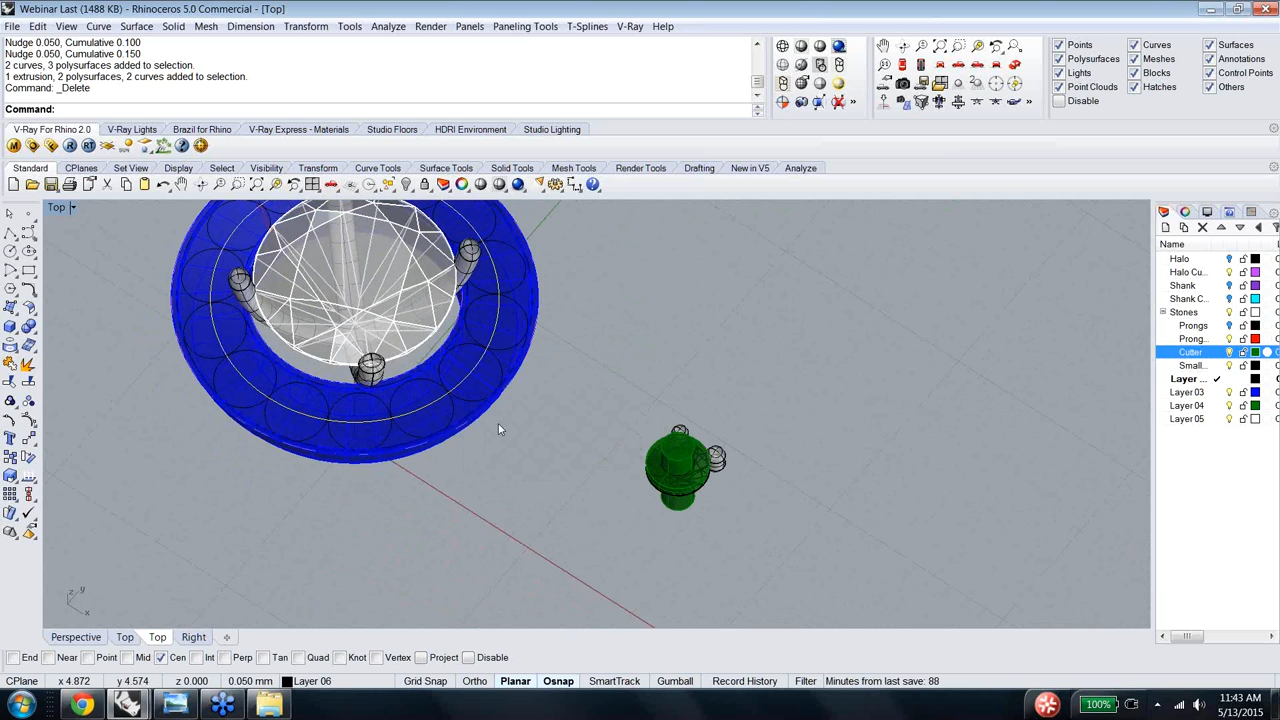 Webinar Last (1488 KB) - Rhinoceros 5.0 Commercial - [Top]
File Edit View Curve Surface Solid Mesh Dimension Transform Tools Analyze Render Panels Paneling Tools T-Splines V-Ray Help
Nudge 0.050, Cumulative 0.100
Nudge 0.050, Cumulative 0.150
2 curves, 3 polysurfaces added to selection.
1 extrusion, 2 polysurfaces, 2 curves added to selection.
Command: _Delete
Command:
Points Curves Surfaces
Polysurfaces Meshes Annotations
Lights Blocks Control Points
Point Clouds Hatches Others
Disable
V-Ray For Rhino 2.0 V-Ray Lights Brazil for Rhino V-Ray Express - Materials Studio Floors HDRI Environment Studio Lighting
Standard CPlanes Set View Display Select Visibility Transform Curve Tools Surface Tools Solid Tools Mesh Tools Render Tools Drafting New in V5 Analyze
Top
Name
Halo
Halo Cu...
Shank
Shank C...
Stones
Prongs
Prong...
Cutter
Small...
Layer ...
Layer 03
Layer 04
Layer 05
z y
x
Perspective Top Top Right
End Near Point Mid Cen Int Perp Tan Quad Knot Vertex Project Disable
CPlane x 4.872 y 4.574 z 0.000 0.050 mm Layer 06 Grid Snap Ortho Planar Osnap SmartTrack Gumball Record History Filter Minutes from last save: 88
100%
11:43 AM
5/13/2015